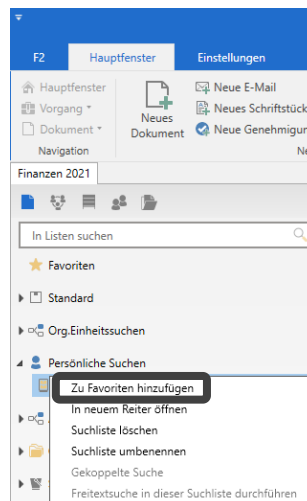 F2 Hauptfenster Einstellungen
Hauptfenster
Vorgang
Dokument
Navigation
Neues
Dokument
Neue E-Mail
Neues Schriftstück
Neue Genehmigun
Ne
Finanzen 2021
In Listen suchen
Favoriten
Standard
Org.Einheitssuchen
Persönliche Suchen
Zu Favoriten hinzufügen
In neuem Reiter öffnen
Suchliste löschen
Suchliste umbenennen
Gekoppelte Suche
Freitextsuche in dieser Suchliste durchführen